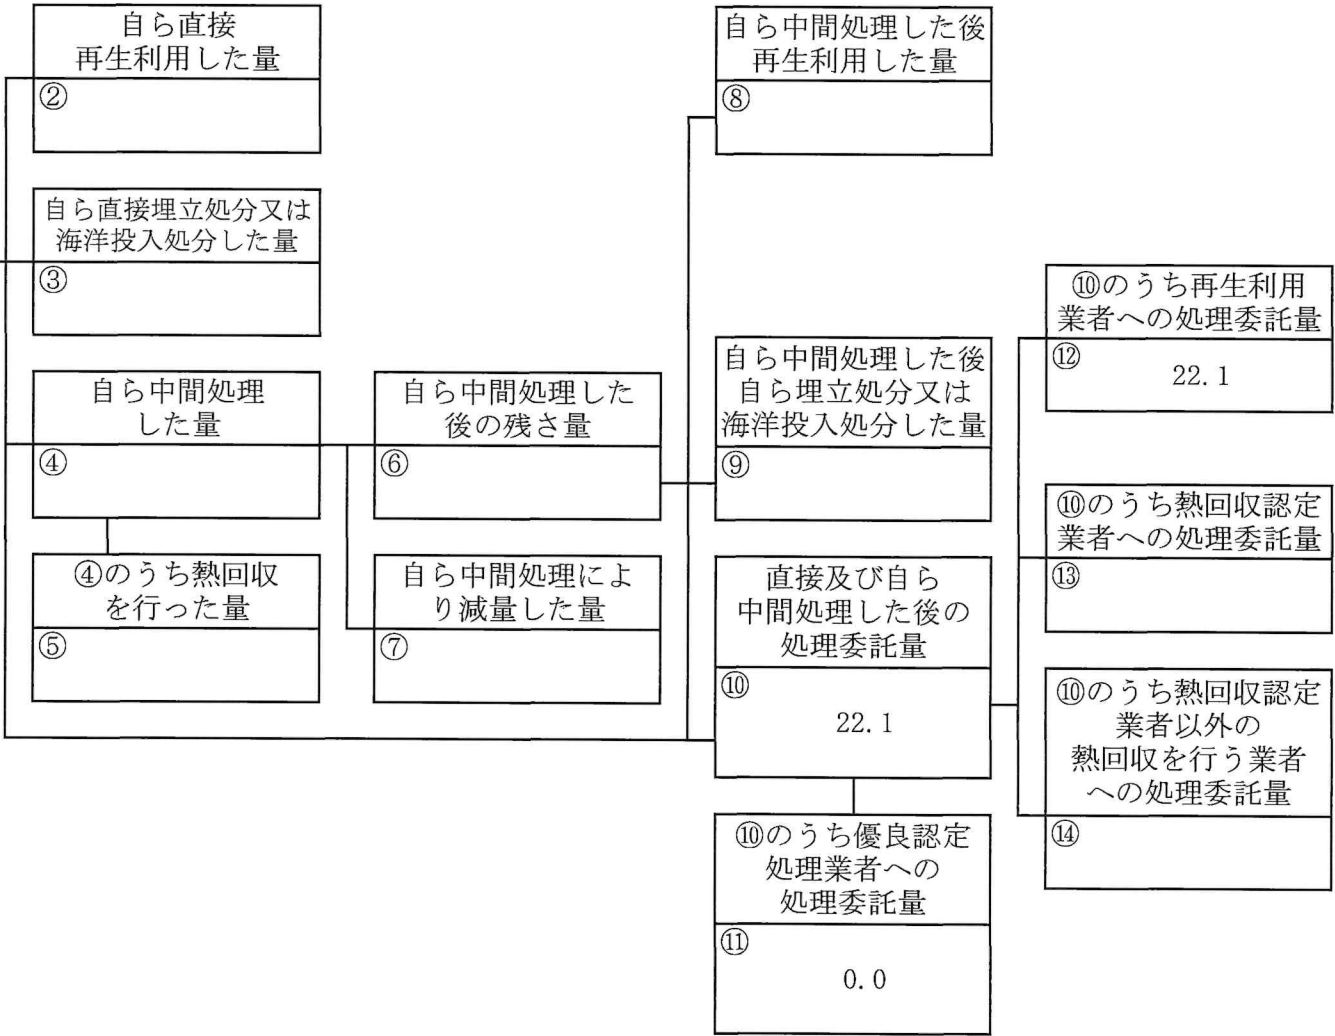 自ら直接
再生利用した量
②
自ら直接埋立処分又は
海洋投入処分した量
③
自ら中間処理
した量
④
④のうち熱回収
を行った量
⑤
自ら中間処理した
後の残さ量
⑥
自ら中間処理によ
り減量した量
⑦
自ら中間処理した後
再生利用した量
⑧
自ら中間処理した後
自ら埋立処分又は
海洋投入処分した量
⑨
直接及び自ら
中間処理した後の
処理委託量
⑩
22.1
⑩のうち優良認定
処理業者への
処理委託量
⑪
0.0
⑩のうち再生利用
業者への処理委託量
⑫
22.1
⑩のうち熱回収認定
業者への処理委託量
⑬
⑩のうち熱回収認定
業者以外の
熱回収を行う業者
への処理委託量
⑭